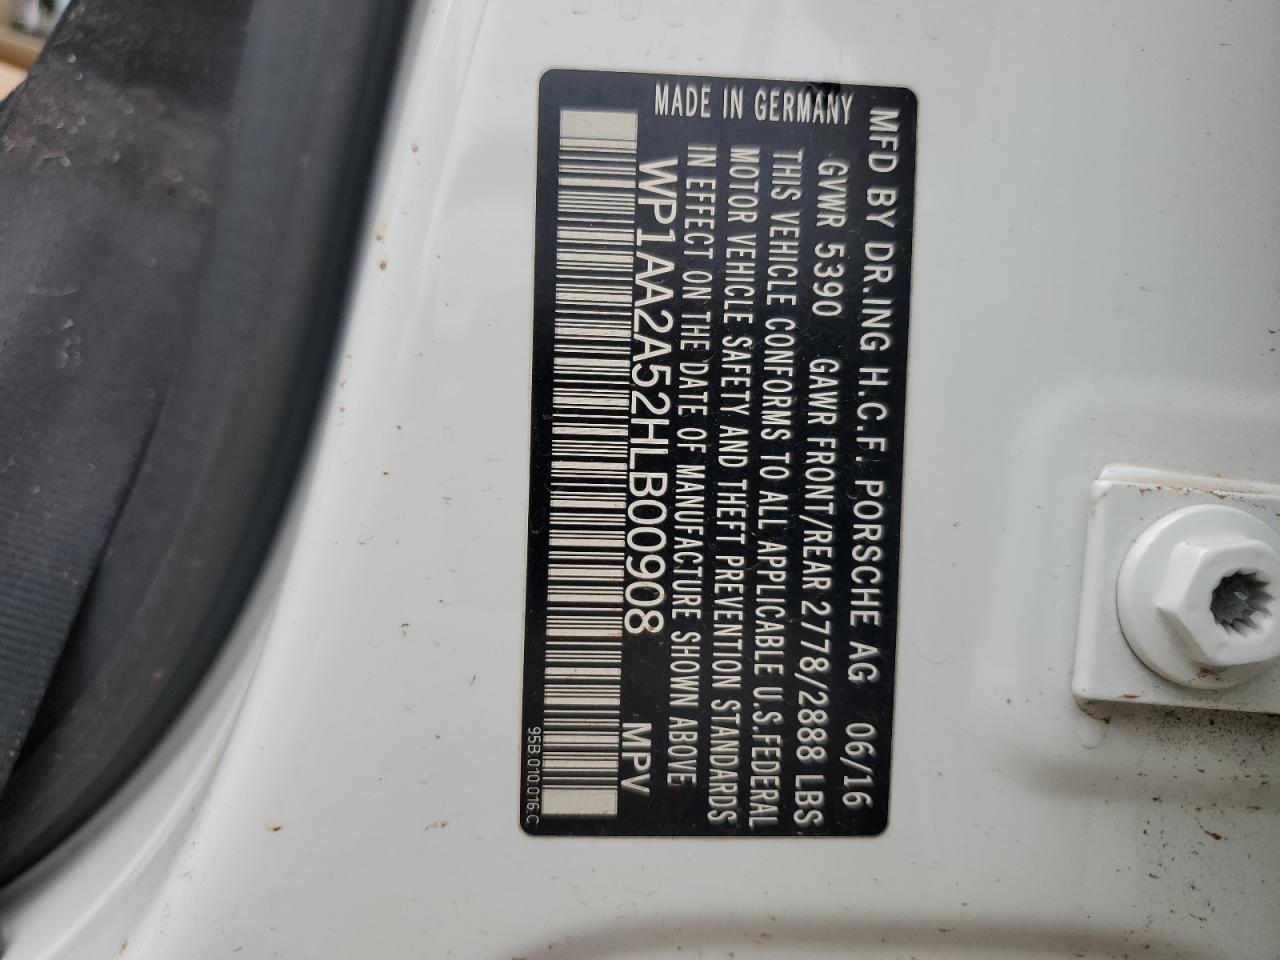 MFD BY DR.ING H.C.F. PORSCHE AG 06/16
GVWR 5390 GAWR FRONT/REAR 2778/2888 LBS
THIS VEHICLE CONFORMS TO ALL APPLICABLE U.S.FEDERAL
MOTOR VEHICLE SAFETY AND THEFT PREVENTION STANDARDS
IN EFFECT ON THE DATE OF MANUFACTURE SHOWN ABOVE
MADE IN GERMANY
WP1AA2A52HLB00908 MPV
95B.010.016.C